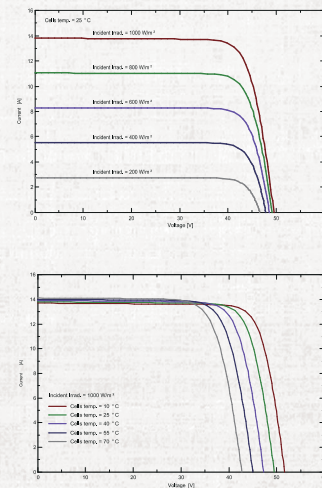 16
Cells temp. = 25 °C
14
Incident Irrad. = 1000 W/m²
12
Incident Irrad. = 800 W/m²
10
Current [A]
Incident Irrad. = 600 W/m²
8
6
Incident Irrad. = 400 W/m²
4
Incident Irrad. = 200 W/m²
2
0
0 10 20 30 40 50
Voltage [V]
16
14
12
10
Current [A]
8
6
Incident Irrad. = 1000 W/m²
Cells temp. = 10 °C
Cells temp. = 25 °C
4
Cells temp. = 40 °C
Cells temp. = 55 °C
Cells temp. = 70 °C
2
0
0 10 20 30 40 50
Voltage [V]